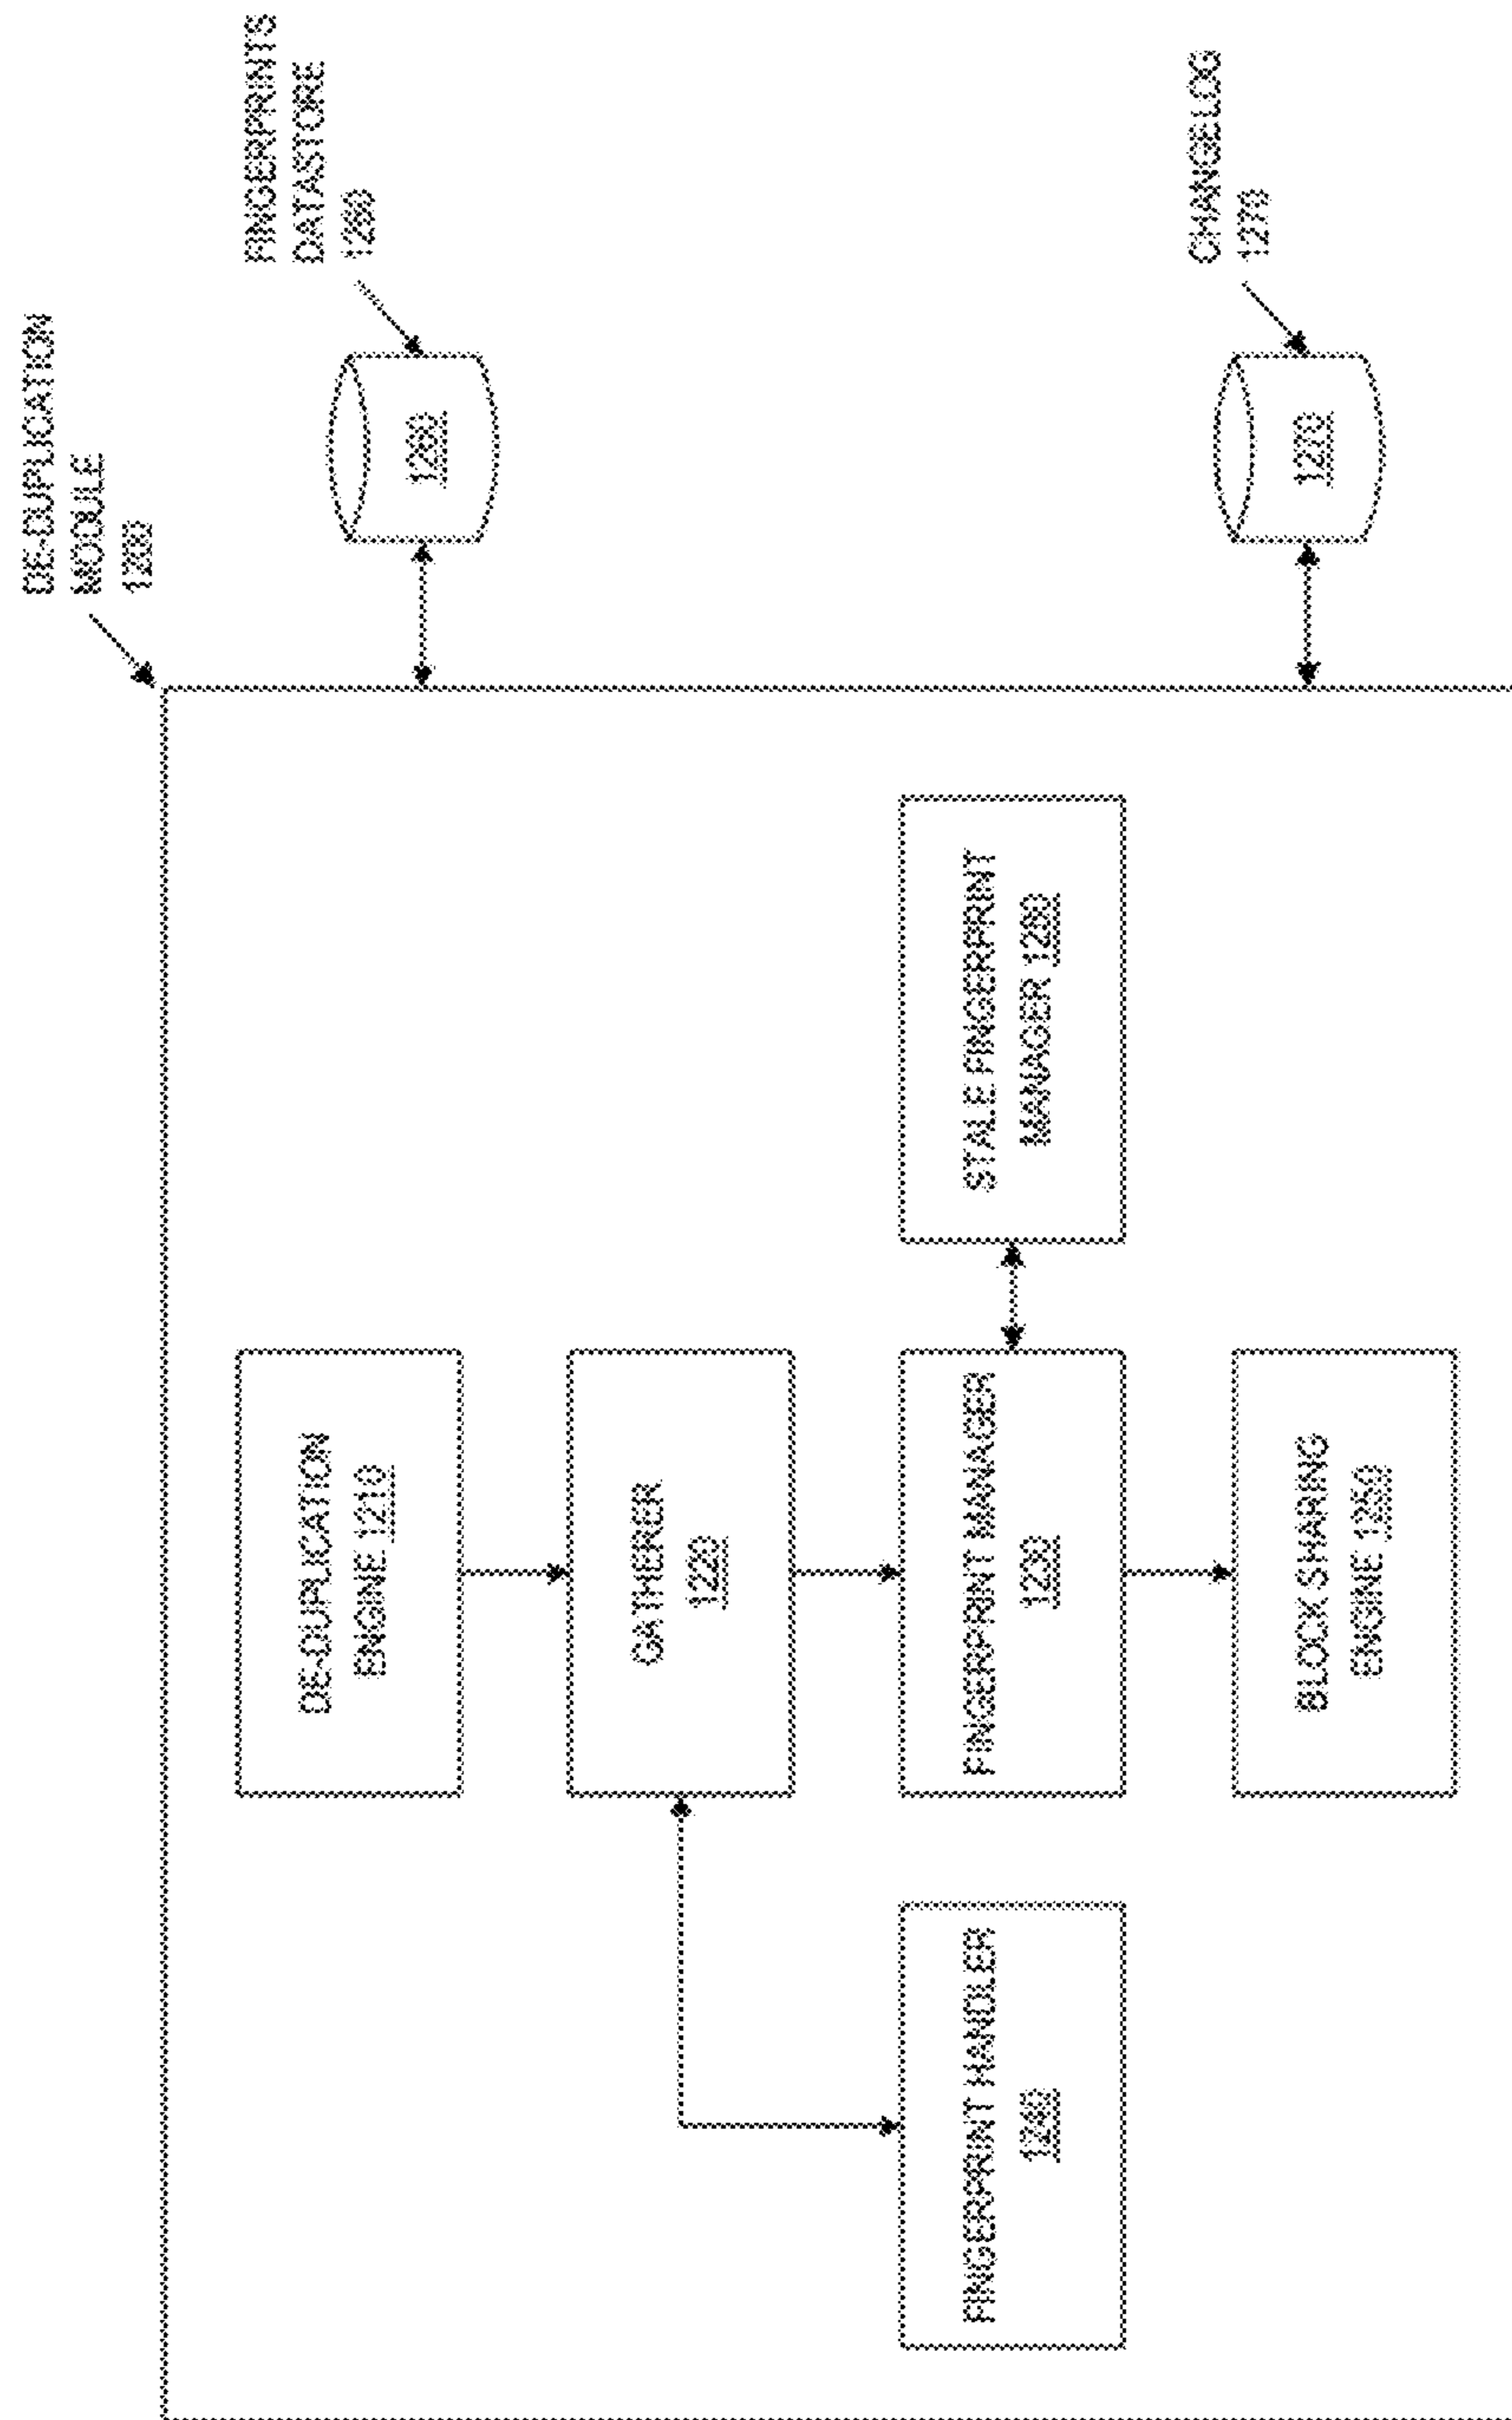 DE-DUPLICATION
MODULE
1200
FINGERPRINTS
DATASTORE
1260
1260
DE-DUPLICATION
ENGINE 1210
GATHERER
1220
FINGERPRINT HANDLER
1240
FINGERPRINT MANAGER
1230
STALE FINGERPRINT
MANAGER 1280
BLOCK SHARING
ENGINE 1250
CHANGELOG
1270
1270